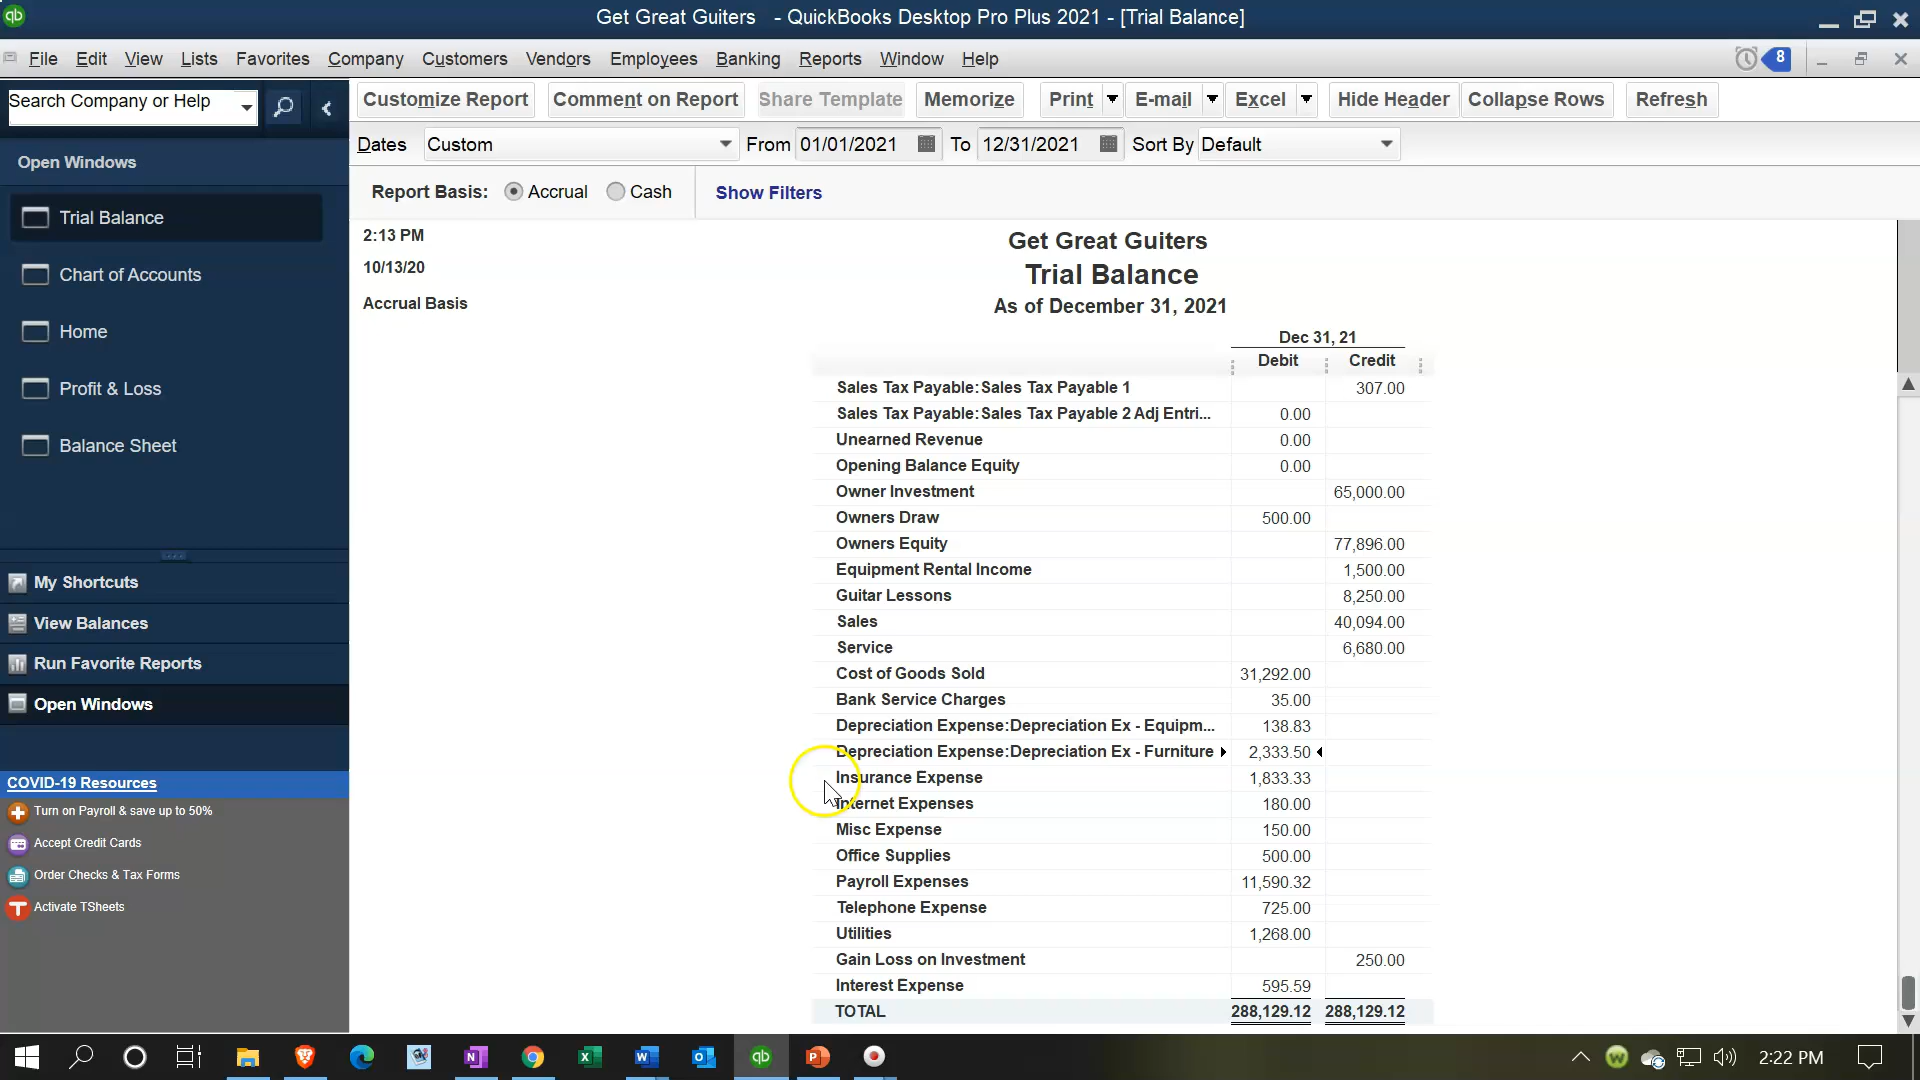 Get Great Guiters - QuickBooks Desktop Pro Plus 2021 - [Trial Balance]
File Edit View Lists Favorites Company Customers Vendors Employees Banking Reports Window Help 8
Search Company or Help
Customize Report Comment on Report Share Template Memorize Print E-mail Excel Hide Header Collapse Rows Refresh
Dates Custom From 01/01/2021 To 12/31/2021 Sort By Default
Report Basis: Accrual Cash Show Filters
Open Windows
Trial Balance
Chart of Accounts
Home
Profit & Loss
Balance Sheet
My Shortcuts
View Balances
Run Favorite Reports
Open Windows
COVID-19 Resources
Turn on Payroll & save up to 50%
Accept Credit Cards
Order Checks & Tax Forms
Activate TSheets
2:13 PM
10/13/20
Accrual Basis
Get Great Guiters
Trial Balance
As of December 31, 2021
Dec 31, 21
Debit Credit
Sales Tax Payable:Sales Tax Payable 1 307.00
Sales Tax Payable:Sales Tax Payable 2 Adj Entri... 0.00
Unearned Revenue 0.00
Opening Balance Equity 0.00
Owner Investment 65,000.00
Owners Draw 500.00
Owners Equity 77,896.00
Equipment Rental Income 1,500.00
Guitar Lessons 8,250.00
Sales 40,094.00
Service 6,680.00
Cost of Goods Sold 31,292.00
Bank Service Charges 35.00
Depreciation Expense:Depreciation Ex - Equipm... 138.83
Depreciation Expense:Depreciation Ex - Furniture 2,333.50
Insurance Expense 1,833.33
Internet Expenses 180.00
Misc Expense 150.00
Office Supplies 500.00
Payroll Expenses 11,590.32
Telephone Expense 725.00
Utilities 1,268.00
Gain Loss on Investment 250.00
Interest Expense 595.59
TOTAL 288,129.12 288,129.12
2:22 PM